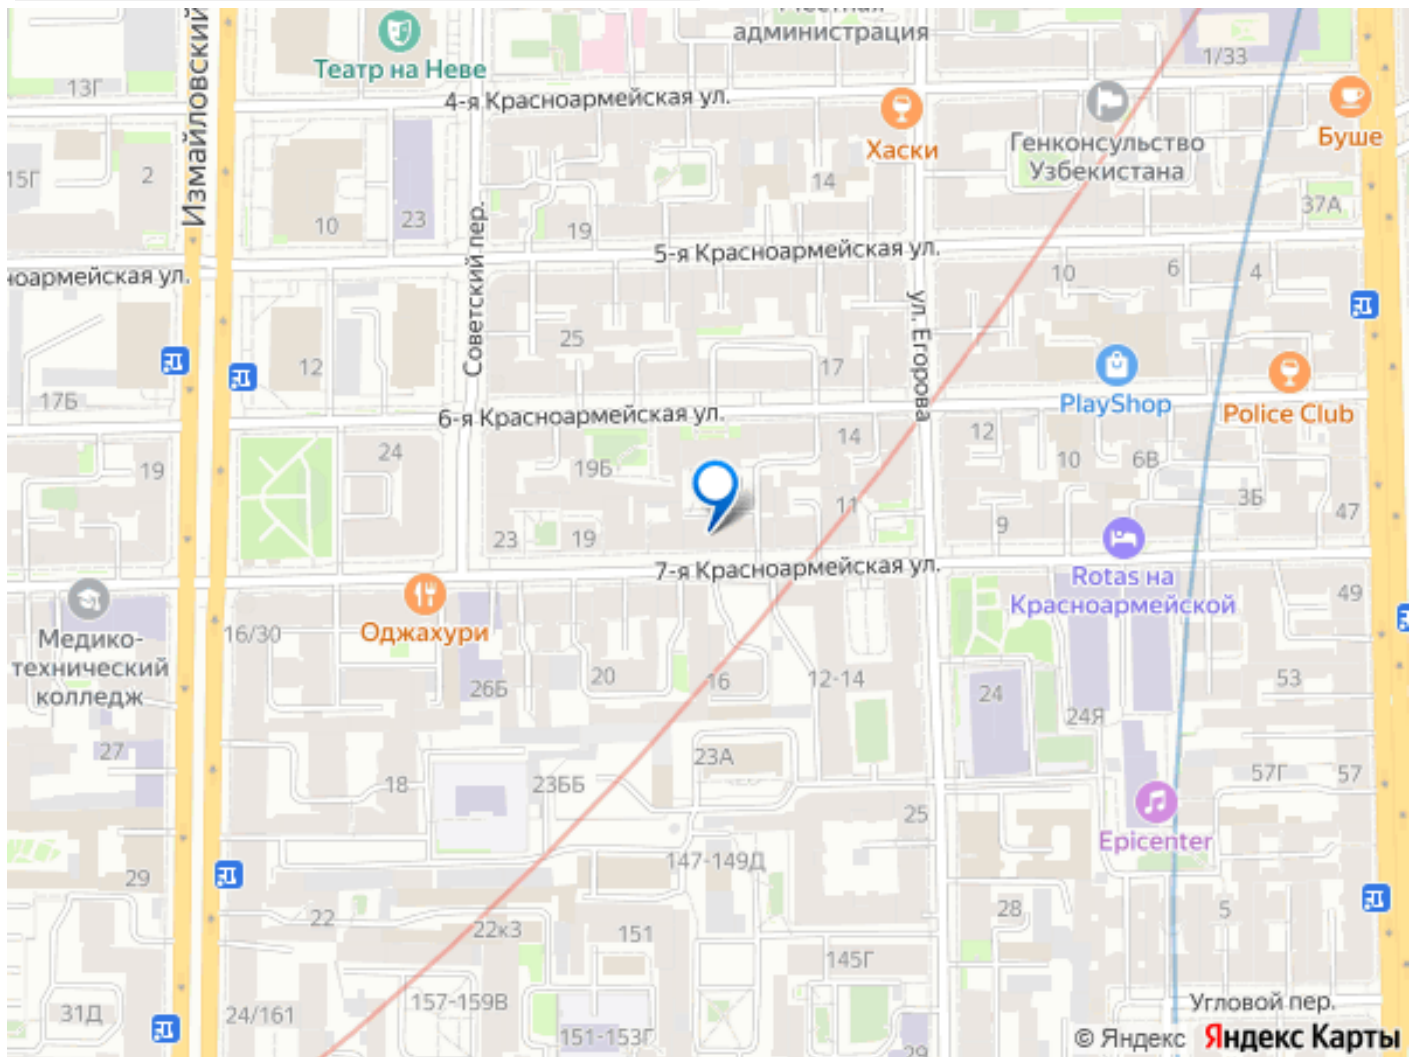 администрация
1/33
Театр на Неве
13Г
4-я Красноармейская ул.
Хаски
Генконсульство
Узбекистана
Буше
Измайловский
15Г
2
14
37А
10
23
19
Советский пер.
5-я Красноармейская ул.
ноармейская ул.
10
6
4
ул. Егорова
25
12
17
17Б
PlayShop
Police Club
6-я Красноармейская ул.
14
12
24
19
19Б
10
6В
3Б
11
47
23
19
9
7-я Красноармейская ул.
Rotas на
Красноармейской
49
Оджахури
Медико-
технический
колледж
16/30
26Б
20
16
12-14
24
53
24Я
27
23А
57Г
57
18
23ББ
25
Epicenter
147-149Д
29
22
22к3
151
28
5
145Г
31Д
24/161
157-159В
151-153Г
29
Угловой пер.
© Яндекс Яндекс Карты